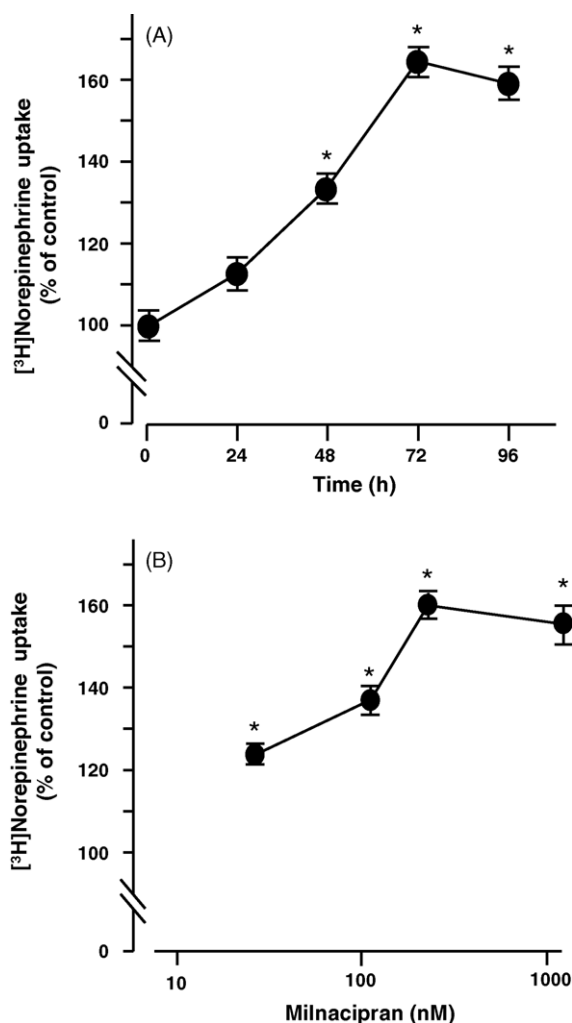 (A)
[³H]Norepinephrine uptake
(% of control)
160
140
120
100
0
0 24 48 72 96
Time (h)
* * *
(B)
[³H]Norepinephrine uptake
(% of control)
160
140
120
100
0
10 100 1000
Milnacipran (nM)
* * * *